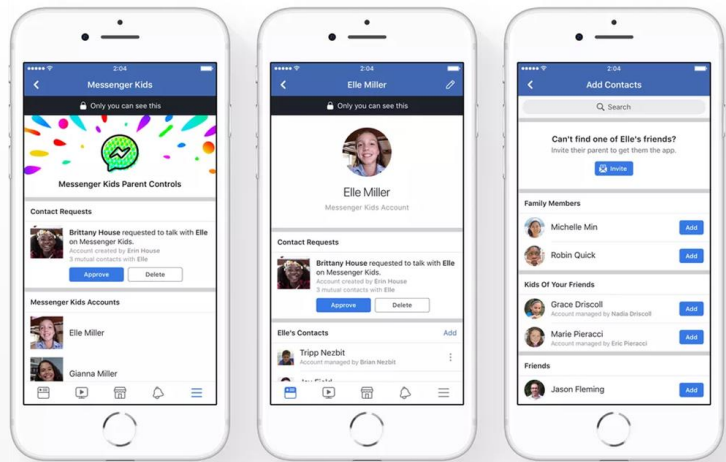 2:04
Messenger Kids
Only you can see this
Messenger Kids Parent Controls
Contact Requests
Brittany House requested to talk with Elle
on Messenger Kids.
Account created by Erin House
3 mutual contacts with Elle
Approve
Delete
Messenger Kids Accounts
Elle Miller
Gianna Miller
2:04
Elle Miller
Only you can see this
Elle Miller
Messenger Kids Account
Contact Requests
Brittany House requested to talk with Elle
on Messenger Kids.
Account created by Erin House
3 mutual contacts with Elle
Approve
Delete
Elle's Contacts
Add
Tripp Nezbit
Account managed by Brian Nezbit
2:04
Add Contacts
Search
Can't find one of Elle's friends?
Invite their parent to get them the app.
Invite
Family Members
Michelle Min
Add
Robin Quick
Add
Kids Of Your Friends
Grace Driscoll
Account managed by Nadia Driscoll
Add
Marie Pieracci
Account managed by Eric Pieracci
Add
Friends
Jason Fleming
Add